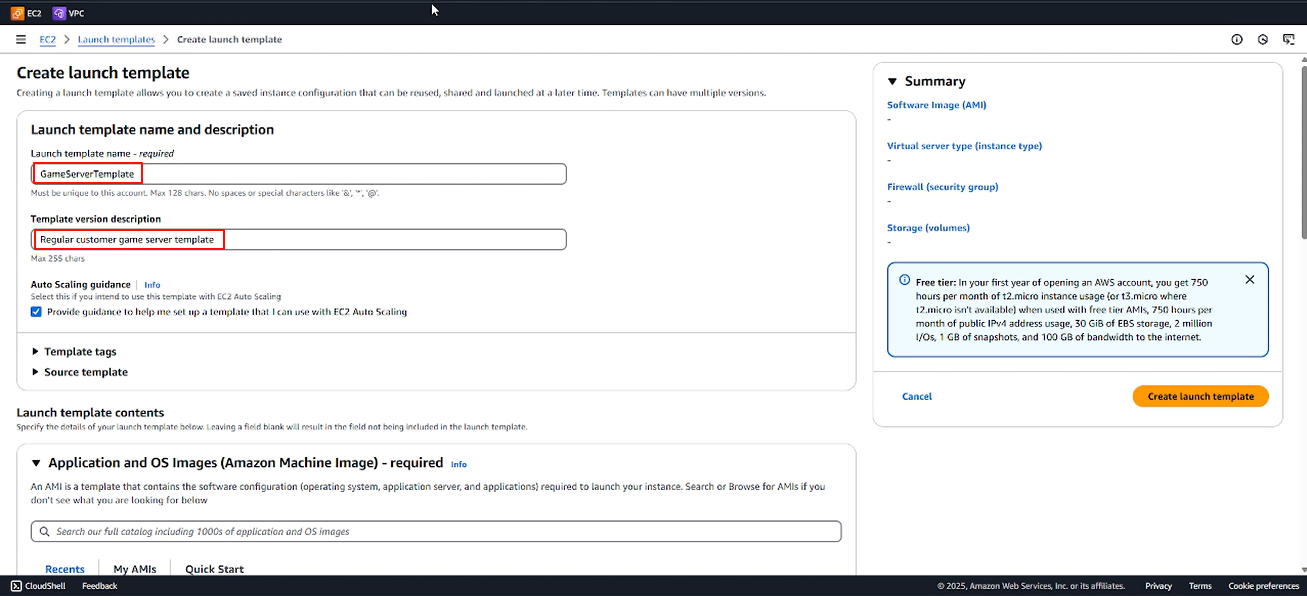 EC2 VPC
EC2 > Launch templates > Create launch template
Create launch template
Creating a launch template allows you to create a saved instance configuration that can be reused, shared and launched at a later time. Templates can have multiple versions.
Launch template name and description
Launch template name - required
GameServerTemplate
Must be unique to this account. Max 128 chars. No spaces or special characters like '&', '*', '@'.
Template version description
Regular customer game server template
Max 255 chars
Auto Scaling guidance | Info
Select this if you intend to use this template with EC2 Auto Scaling
Provide guidance to help me set up a template that I can use with EC2 Auto Scaling
Template tags
Source template
Launch template contents
Specify the details of your launch template below. Leaving a field blank will result in the field not being included in the launch template.
Application and OS Images (Amazon Machine Image) - required Info
An AMI is a template that contains the software configuration (operating system, application server, and applications) required to launch your instance. Search or Browse for AMIs if you
don't see what you are looking for below
Search our full catalog including 1000s of application and OS images
Recents My AMIs Quick Start
Summary
Software Image (AMI)
-
Virtual server type (instance type)
-
Firewall (security group)
-
Storage (volumes)
-
Free tier: In your first year of opening an AWS account, you get 750
hours per month of t2.micro instance usage (or t3.micro where
t2.micro isn't available) when used with free tier AMIs, 750 hours per
month of public IPv4 address usage, 30 GiB of EBS storage, 2 million
I/Os, 1 GB of snapshots, and 100 GB of bandwidth to the internet.
Cancel Create launch template
CloudShell Feedback © 2025, Amazon Web Services, Inc. or its affiliates. Privacy Terms Cookie preferences